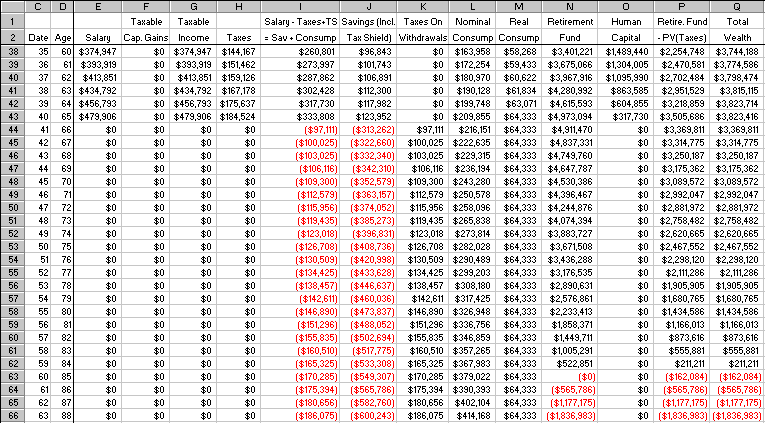 C D E F G H I J K L M N O P Q
1 Taxable Taxable Salary - Taxes+TS Savings (Incl. Taxes On Nominal Real Retirement Human Retire. Fund Total
2 Date Age Salary Cap. Gains Income Taxes = Sav + Consump Tax Shield) Withdrawals Consump Consump Fund Capital - PV(Taxes) Wealth
38 35 60 $374,947 $0 $374,947 $144,167 $260,801 $96,843 $0 $163,958 $58,268 $3,401,221 $1,489,440 $2,254,748 $3,744,188
39 36 61 $393,919 $0 $393,919 $151,462 $273,997 $101,743 $0 $172,254 $59,433 $3,675,066 $1,304,005 $2,470,581 $3,774,586
40 37 62 $413,851 $0 $413,851 $159,126 $287,862 $106,891 $0 $180,970 $60,622 $3,967,916 $1,095,990 $2,702,484 $3,798,474
41 38 63 $434,792 $0 $434,792 $167,178 $302,428 $112,300 $0 $190,128 $61,834 $4,280,992 $863,585 $2,951,529 $3,815,115
42 39 64 $456,793 $0 $456,793 $175,637 $317,730 $117,982 $0 $199,748 $63,071 $4,615,593 $604,855 $3,218,859 $3,823,714
43 40 65 $479,906 $0 $479,906 $184,524 $333,808 $123,952 $0 $209,855 $64,333 $4,973,094 $317,730 $3,505,686 $3,823,416
44 41 66 $0 $0 $0 $0 ($97,111) ($313,262) $97,111 $216,151 $64,333 $4,911,470 $0 $3,369,811 $3,369,811
45 42 67 $0 $0 $0 $0 ($100,025) ($322,660) $100,025 $222,635 $64,333 $4,837,331 $0 $3,314,775 $3,314,775
46 43 68 $0 $0 $0 $0 ($103,025) ($332,340) $103,025 $229,315 $64,333 $4,749,760 $0 $3,250,187 $3,250,187
47 44 69 $0 $0 $0 $0 ($106,116) ($342,310) $106,116 $236,194 $64,333 $4,647,787 $0 $3,175,362 $3,175,362
48 45 70 $0 $0 $0 $0 ($109,300) ($352,579) $109,300 $243,280 $64,333 $4,530,386 $0 $3,089,572 $3,089,572
49 46 71 $0 $0 $0 $0 ($112,579) ($363,157) $112,579 $250,578 $64,333 $4,396,467 $0 $2,992,047 $2,992,047
50 47 72 $0 $0 $0 $0 ($115,956) ($374,052) $115,956 $258,096 $64,333 $4,244,876 $0 $2,881,972 $2,881,972
51 48 73 $0 $0 $0 $0 ($119,435) ($385,273) $119,435 $265,838 $64,333 $4,074,394 $0 $2,758,482 $2,758,482
52 49 74 $0 $0 $0 $0 ($123,018) ($396,831) $123,018 $273,814 $64,333 $3,883,727 $0 $2,620,665 $2,620,665
53 50 75 $0 $0 $0 $0 ($126,708) ($408,736) $126,708 $282,028 $64,333 $3,671,508 $0 $2,467,552 $2,467,552
54 51 76 $0 $0 $0 $0 ($130,509) ($420,998) $130,509 $290,489 $64,333 $3,436,288 $0 $2,298,120 $2,298,120
55 52 77 $0 $0 $0 $0 ($134,425) ($433,628) $134,425 $299,203 $64,333 $3,176,535 $0 $2,111,286 $2,111,286
56 53 78 $0 $0 $0 $0 ($138,457) ($446,637) $138,457 $308,180 $64,333 $2,890,631 $0 $1,905,905 $1,905,905
57 54 79 $0 $0 $0 $0 ($142,611) ($460,036) $142,611 $317,425 $64,333 $2,576,861 $0 $1,680,765 $1,680,765
58 55 80 $0 $0 $0 $0 ($146,890) ($473,837) $146,890 $326,948 $64,333 $2,233,413 $0 $1,434,586 $1,434,586
59 56 81 $0 $0 $0 $0 ($151,296) ($488,052) $151,296 $336,756 $64,333 $1,858,371 $0 $1,166,013 $1,166,013
60 57 82 $0 $0 $0 $0 ($155,835) ($502,694) $155,835 $346,859 $64,333 $1,449,711 $0 $873,616 $873,616
61 58 83 $0 $0 $0 $0 ($160,510) ($517,775) $160,510 $357,265 $64,333 $1,005,291 $0 $555,881 $555,881
62 59 84 $0 $0 $0 $0 ($165,325) ($533,308) $165,325 $367,983 $64,333 $522,851 $0 $211,211 $211,211
63 60 85 $0 $0 $0 $0 ($170,285) ($549,307) $170,285 $379,022 $64,333 ($0) $0 ($162,084) ($162,084)
64 61 86 $0 $0 $0 $0 ($175,394) ($565,786) $175,394 $390,393 $64,333 ($565,786) $0 ($565,786) ($565,786)
65 62 87 $0 $0 $0 $0 ($180,656) ($582,760) $180,656 $402,104 $64,333 ($1,177,175) $0 ($1,177,175) ($1,177,175)
66 63 88 $0 $0 $0 $0 ($186,075) ($600,243) $186,075 $414,168 $64,333 ($1,836,983) $0 ($1,836,983) ($1,836,983)